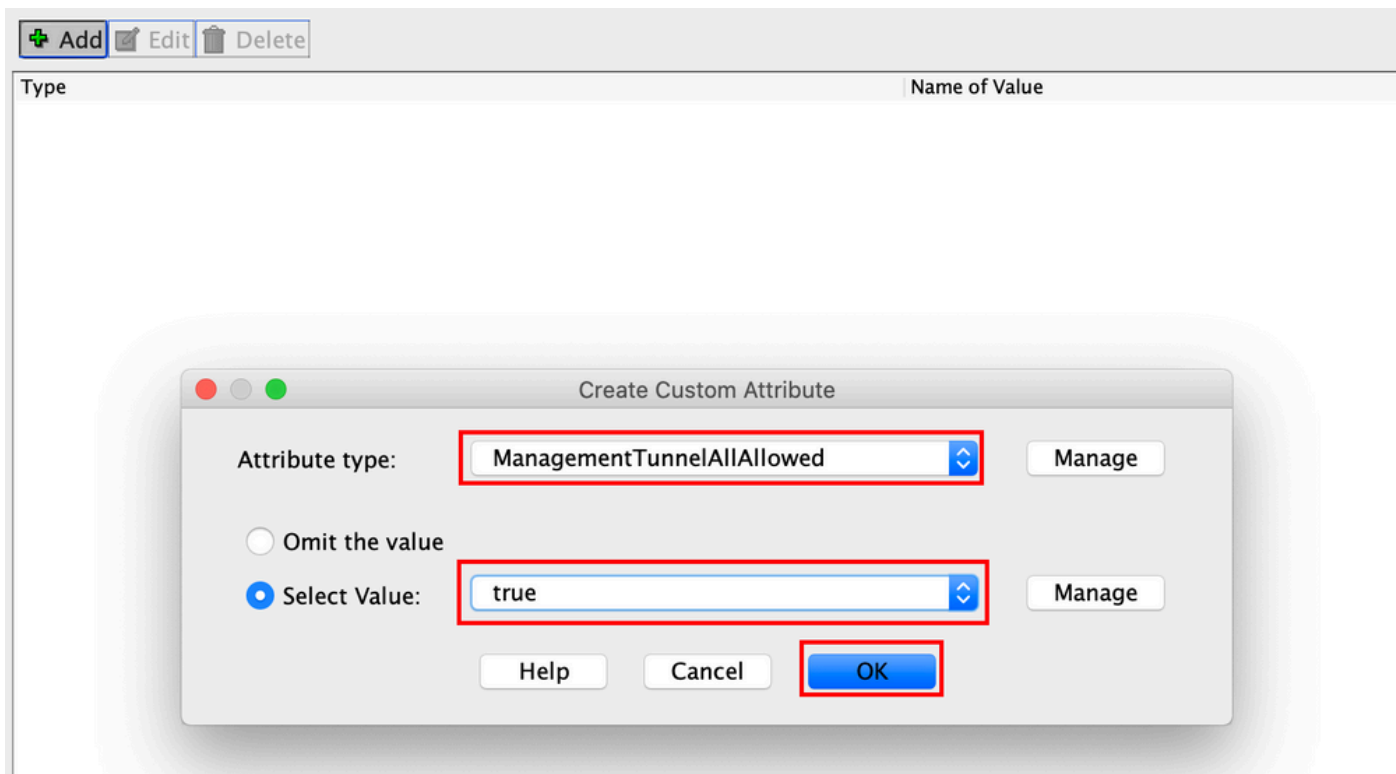 Add Edit Delete
Type Name of Value
Create Custom Attribute
Attribute type: ManagementTunnelAllAllowed Manage
Omit the value
Select Value: true Manage
Help Cancel OK